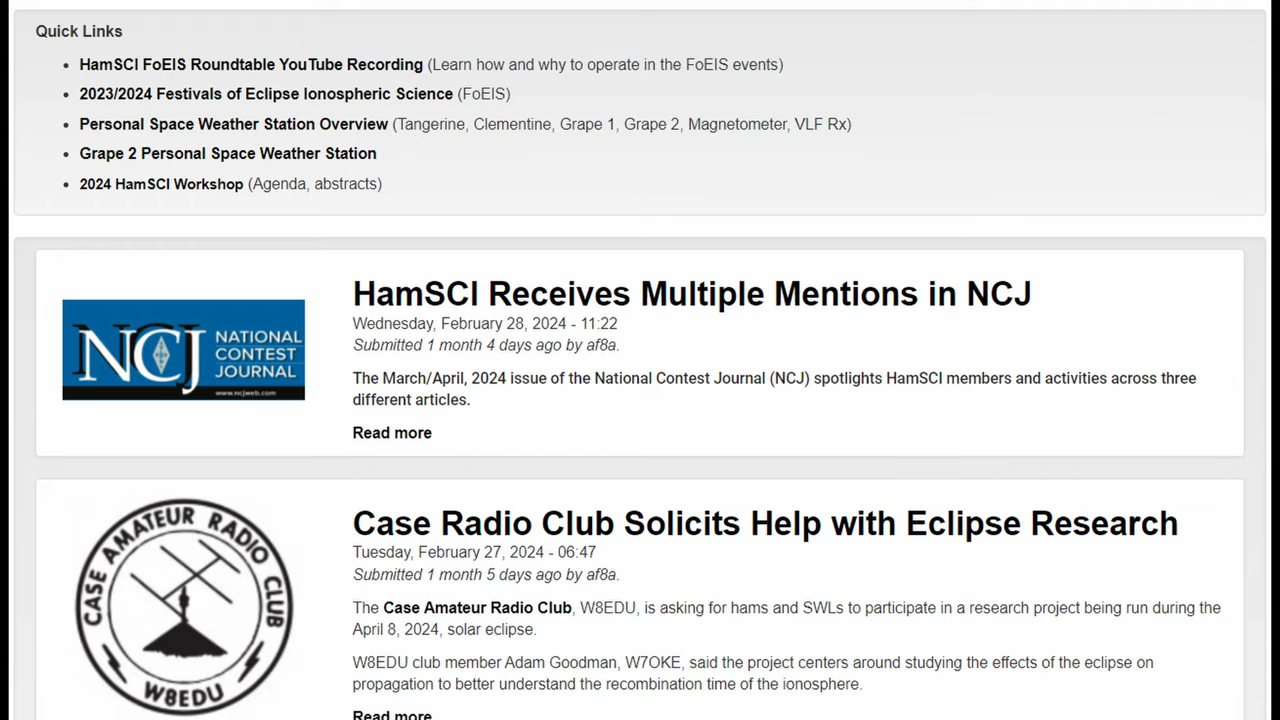 Quick Links
HamSCI FoEIS Roundtable YouTube Recording (Learn how and why to operate in the FoEIS events)
2023/2024 Festivals of Eclipse Ionospheric Science (FoEIS)
Personal Space Weather Station Overview (Tangerine, Clementine, Grape 1, Grape 2, Magnetometer, VLF Rx)
Grape 2 Personal Space Weather Station
2024 HamSCI Workshop (Agenda, abstracts)
HamSCI Receives Multiple Mentions in NCJ
Wednesday, February 28, 2024 - 11:22
Submitted 1 month 4 days ago by af8a.
NCJ
NATIONAL
CONTEST
JOURNAL
www.ncjweb.com
The March/April, 2024 issue of the National Contest Journal (NCJ) spotlights HamSCI members and activities across three
different articles.
Read more
CASE AMATEUR RADIO CLUB
W8EDU
Case Radio Club Solicits Help with Eclipse Research
Tuesday, February 27, 2024 - 06:47
Submitted 1 month 5 days ago by af8a.
The Case Amateur Radio Club, W8EDU, is asking for hams and SWLs to participate in a research project being run during the
April 8, 2024, solar eclipse.
W8EDU club member Adam Goodman, W7OKE, said the project centers around studying the effects of the eclipse on
propagation to better understand the recombination time of the ionosphere.
Read more